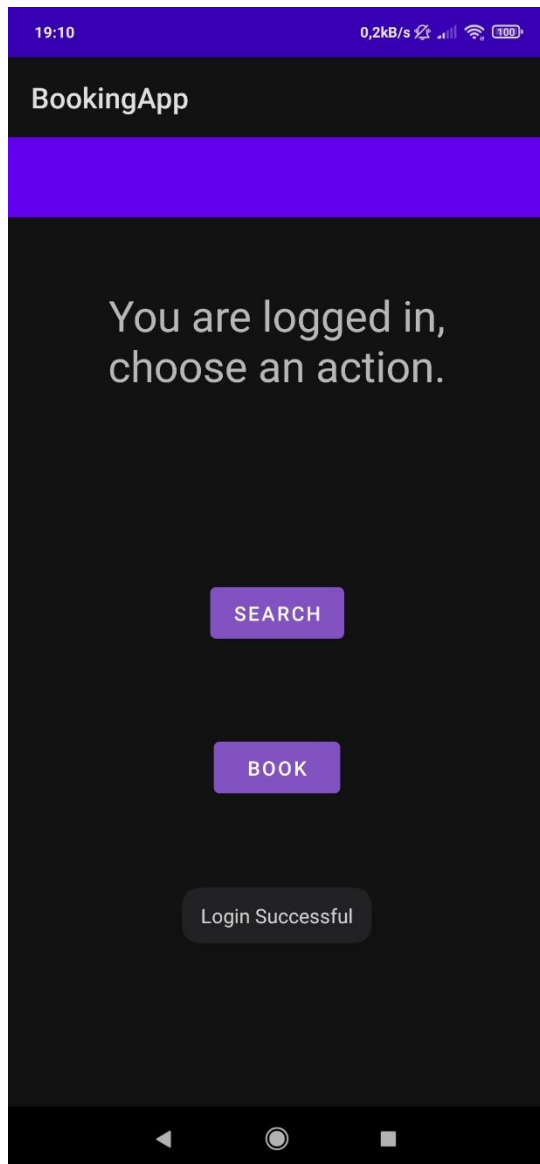 19:10 0,2kB/s 100
BookingApp
You are logged in,
choose an action.
SEARCH
BOOK
Login Successful